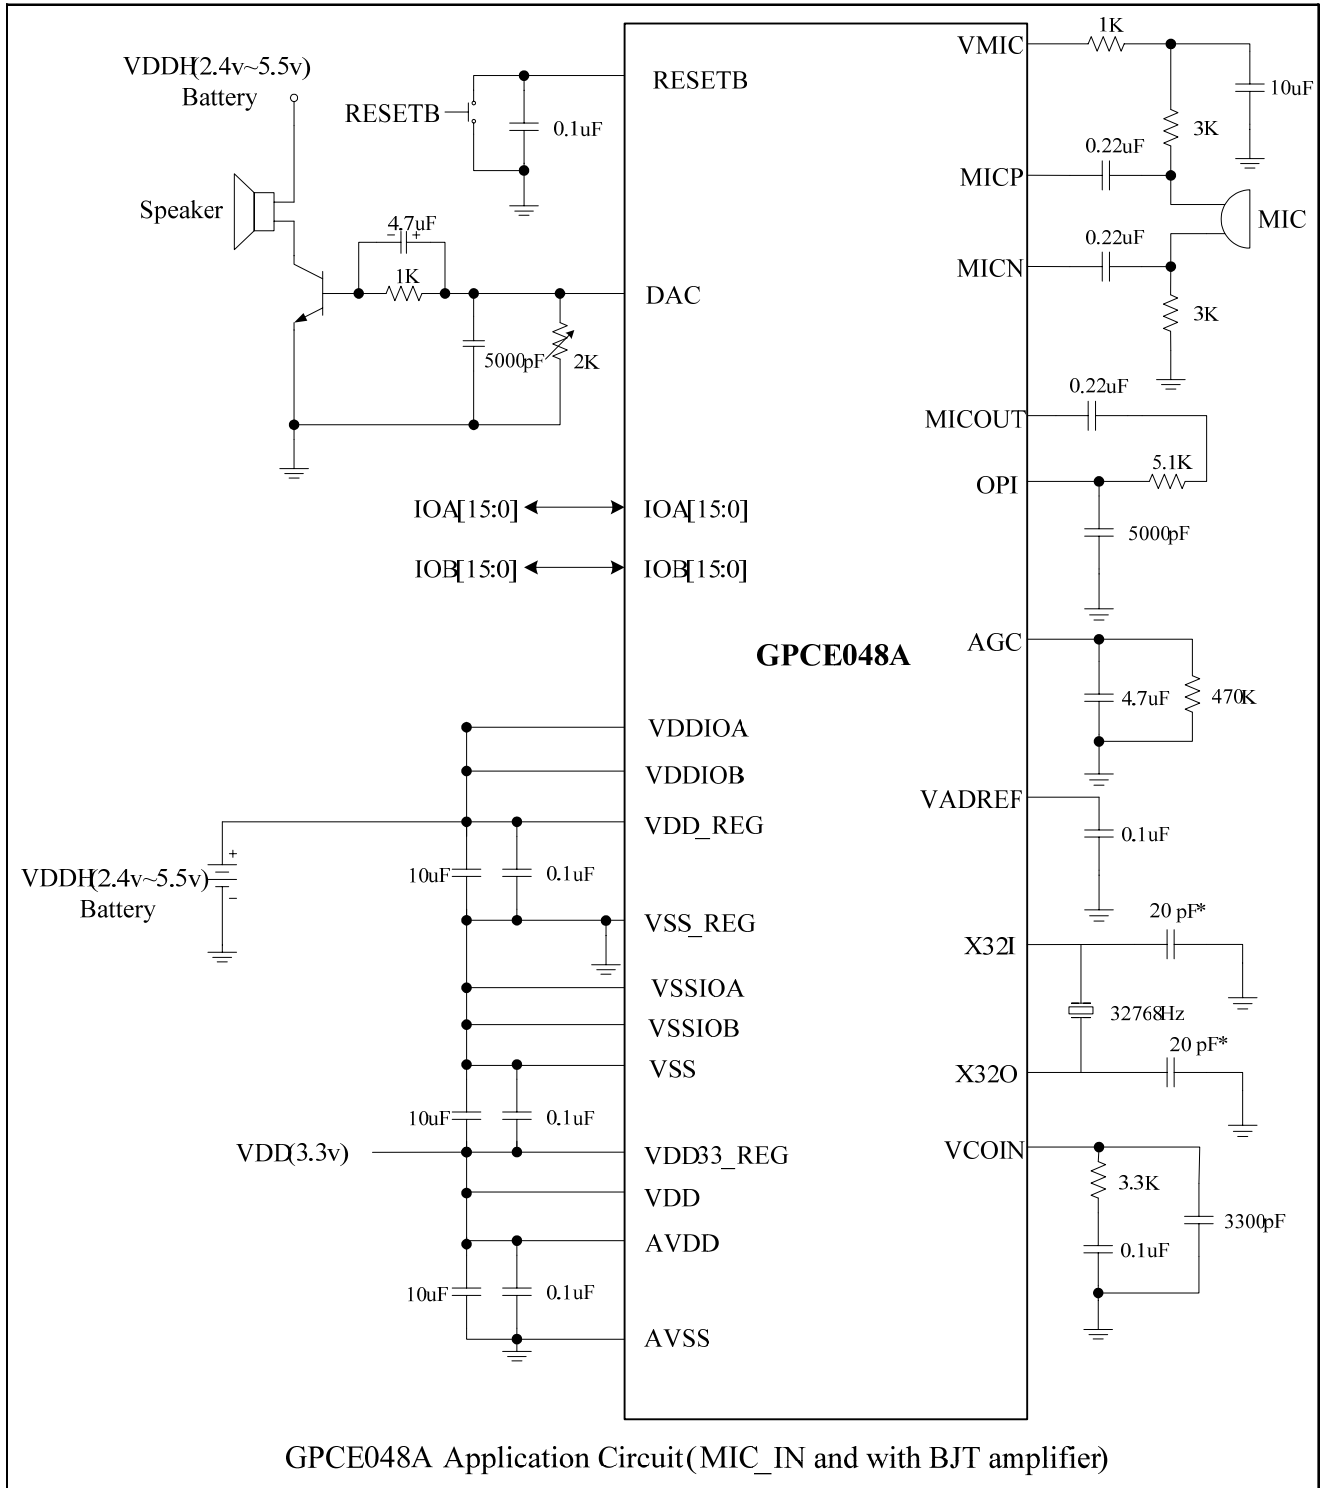 VDDH(2.4v~5.5v)
Battery
RESETB
0.1uF
RESETB
Speaker
4.7uF
− +
1K
5000pF
2K
DAC
IOA[15:0]
IOA[15:0]
IOB[15:0]
IOB[15:0]
GPCE048A
VDDIOA
VDDIOB
VDD_REG
VDDH(2.4v~5.5v)
Battery
+
−
10uF
0.1uF
VSS_REG
VSSIOA
VSSIOB
VSS
10uF
0.1uF
VDD(3.3v)
VDD33_REG
VDD
AVDD
10uF
0.1uF
AVSS
VMIC
1K
10uF
3K
0.22uF
MICP
MIC
0.22uF
MICN
3K
0.22uF
MICOUT
5.1K
OPI
5000pF
AGC
4.7uF
470K
VADREF
0.1uF
20 pF*
X32I
32768Hz
20 pF*
X32O
VCOIN
3.3K
3300pF
0.1uF
GPCE048A Application Circuit(MIC_IN and with BJT amplifier)